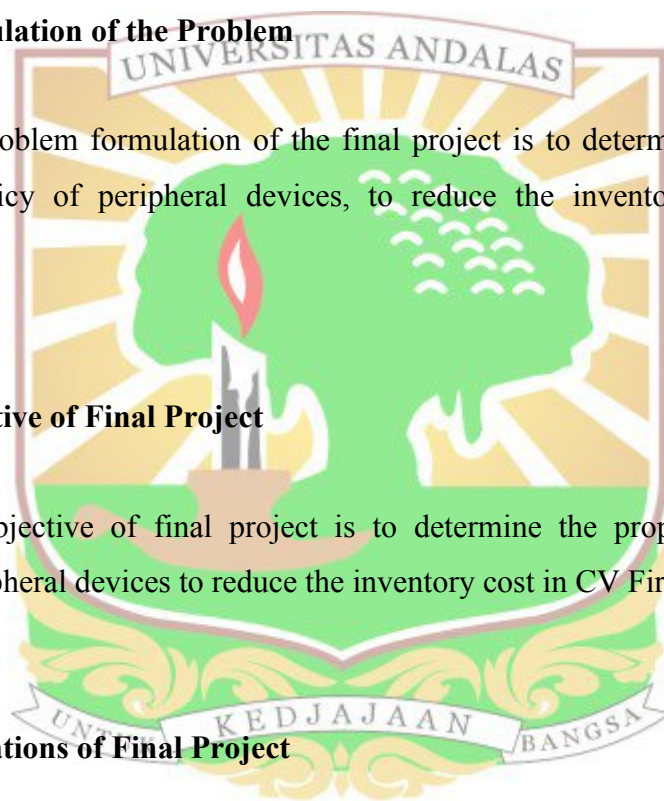 ulation of the Problem
UNIVERSITAS ANDALAS
oblem formulation of the final project is to determ
icy of peripheral devices, to reduce the invento
tive of Final Project
bjective of final project is to determine the prop
pheral devices to reduce the inventory cost in CV Fir
UNTUK KEDJAJAAN BANGSA
ations of Final Project